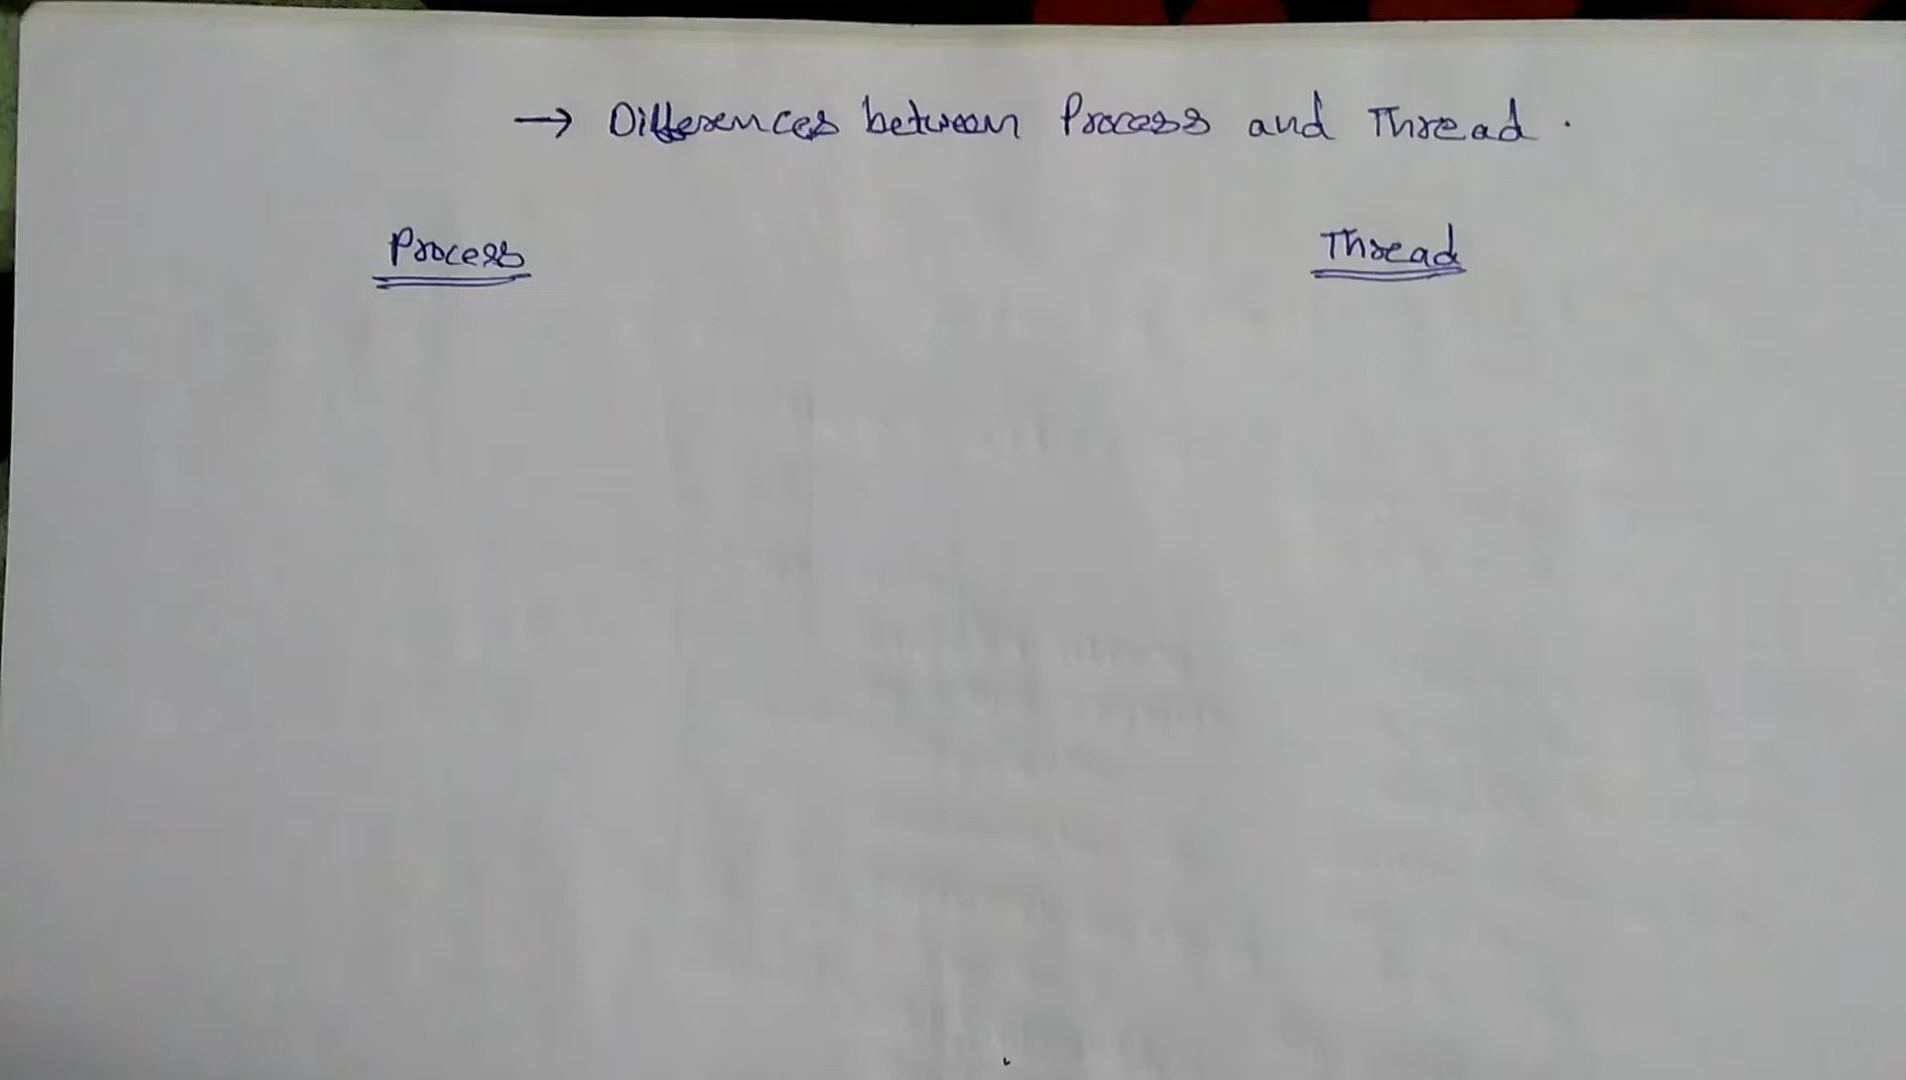 → Differences between Process and Thread .
Process Thread